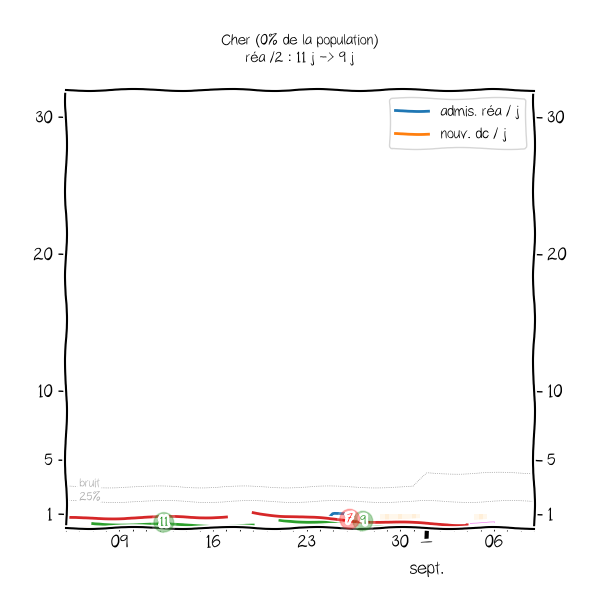 Cher (0% de la population)
réa /2 : 11 j -> 9 j
admis. réa / j
nouv. dc / j
30 30
20 20
10 10
5 5
bruit
25%
1 1
11 7 9
09 16 23 30 06
sept.